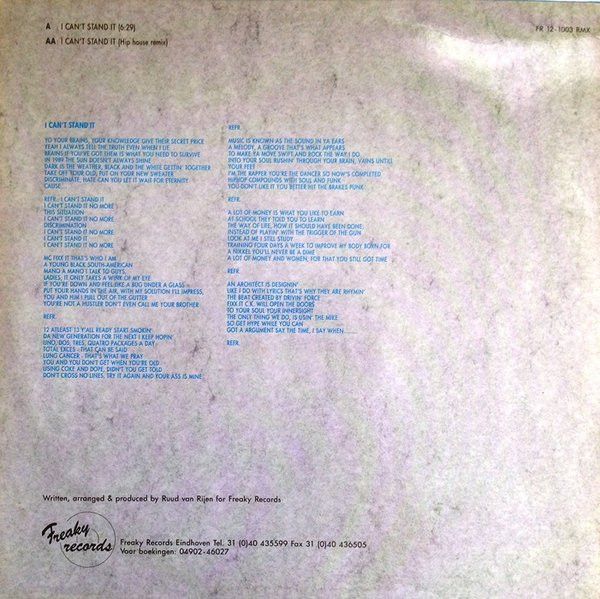 A I CAN'T STAND IT (6:29)
AA I CAN'T STAND IT (Hip house remix)
FR 12-1003 RMX
I CAN'T STAND IT
YO YOUR BRAINS, YOUR KNOWLEDGE GIVE THEIR SECRET PRICE
YEAH I ALWAYS TELL THE TRUTH EVEN WHEN I LIE
BRAINS IF YOU'VE GOT THEM IS WHAT YOU NEED TO SURVIVE
IN 1989 THE SUN DOESN'T ALWAYS SHINE
DARK IS THE WEATHER, BLACK AND THE WHITE GETTIN' TOGETHER
TAKE OFF YOUR OLD, PUT ON YOUR NEW SWEATER
DISCRIMINATE, HATE CAN YOU LET IT WAIT FOR ETERNITY
CAUSE......
REFR.: I CAN'T STAND IT
I CAN'T STAND IT NO MORE
THIS SITUATION
I CAN'T STAND IT NO MORE
DISCRIMINATION
I CAN'T STAND IT NO MORE
I CAN'T STAND IT
I CAN'T STAND IT NO MORE
MC FIXX IT THAT'S WHO I AM
A YOUNG BLACK SOUTH-AMERICAN
MANO A MANO I TALK TO GUYS,
LADIES, IT ONLY TAKES A WINK OF MY EYE
IF YOU'RE DOWN AND FEEL LIKE A BUG UNDER A GLASS
PUT YOUR HANDS IN THE AIR, WITH MY SOLUTION I'LL IMPRESS,
YOU AND HIM I PULL OUT OF THE GUTTER
YOU'RE NOT A HUSTLER DON'T EVEN CALL ME YOUR BROTHER
REFR.
12 ATLEAST 13 Y'ALL READY START SMOKIN'
DA NEW GENERATION FOR THE NEXT I KEEP HOPIN'
UNO, DOS, TRES, QUATRO PACKAGES A DAY,
TOTAL EXCES - THAT CAN BE SAID
LUNG CANCER - THAT'S WHAT WE PRAY
YOU AND YOU DON'T GET WHEN YOU'RE OLD
USING COKE AND DOPE, DIDN'T YOU GET TOLD
DON'T CROSS NO LINES, TRY IT AGAIN AND YOUR ASS IS MINE
REFR.
MUSIC IS KNOWN AS THE SOUND IN YA EARS
A MELODY, A GROOVE THAT'S WHAT APPEARS
TO MAKE YA MOVE SWIFT AND ROCK THE WAY I DO
INTO YOUR SOUL RUSHIN' THROUGH YOUR BRAIN, VAINS UNTILL
YOUR FEET
I'M THE RAPPER YOU'RE THE DANCER SO NOW'S COMPLETED
HIPHOP COMPOUNDS WITH SOUL AND FUNK
YOU DON'T LIKE IT YOU BETTER HIT THE BRAKES PUNK
REFR.
A LOT OF MONEY IS WHAT YOU LIKE TO EARN
AT SCHOOL THEY TOLD YOU TO LEARN
THE WAY OF LIFE, HOW IT SHOULD HAVE BEEN DONE,
INSTEAD OF PLAYIN' WITH THE TRIGGER OF THE GUN
LOOK AT ME I STILL STUDY
TRAINING FOUR DAYS A WEEK TO IMPROVE MY BODY BORN FOR
A NIKKEL YOU'LL NEVER BE A DIME
A LOT OF MONEY AND WOMEN, FOR THAT YOU STILL GOT TIME
REFR.
AN ARCHITECT IS DESIGNIN'
LIKE I DO WITH LYRICS THAT'S WHY THEY ARE RHYMIN'
THE BEAT CREATED BY DRIVIN' FORCE
FIXX IT C.K. WILL OPEN THE DOORS
TO YOUR SOUL YOUR INNERSIGHT
THE ONLY THING WE DO, IS USIN' THE MIKE
SO GET HYPE WHILE YOU CAN
GOT A ARGUMENT SAY THE TIME, I SAY WHEN......
REFR.
Written, arranged & produced by Ruud van Rijen for Freaky Records
Freaky records
Freaky Records Eindhoven Tel. 31 (0)40 435599 Fax 31 (0)40 436505
Voor boekingen: 04902-46027